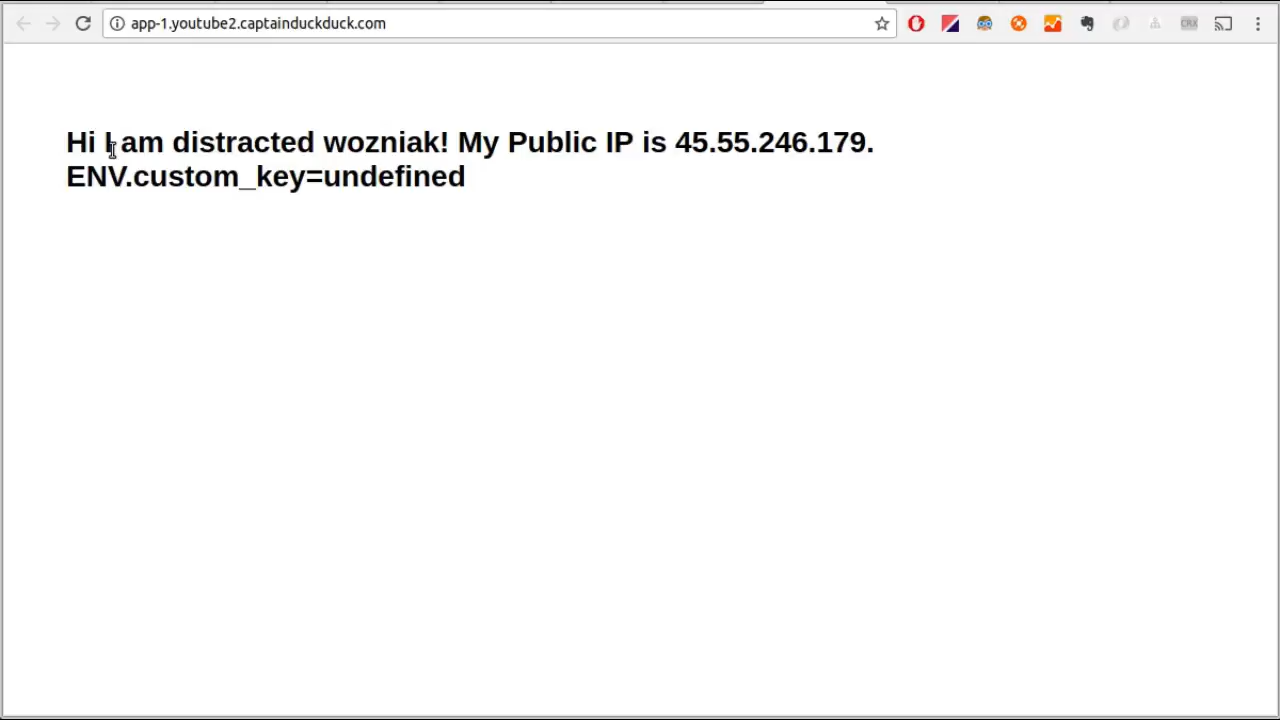 app-1.youtube2.captainduckduck.com
CRX
Hi I am distracted wozniak! My Public IP is 45.55.246.179.
ENV.custom_key=undefined